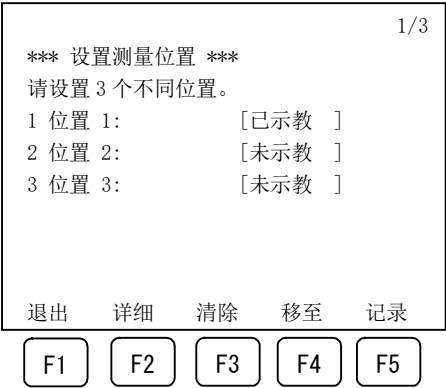 1/3
*** 设置测量位置 ***
请设置 3 个不同位置。
1 位置 1: [已示教 ]
2 位置 2: [未示教 ]
3 位置 3: [未示教 ]
退出 详细 清除 移至 记录
F1 F2 F3 F4 F5